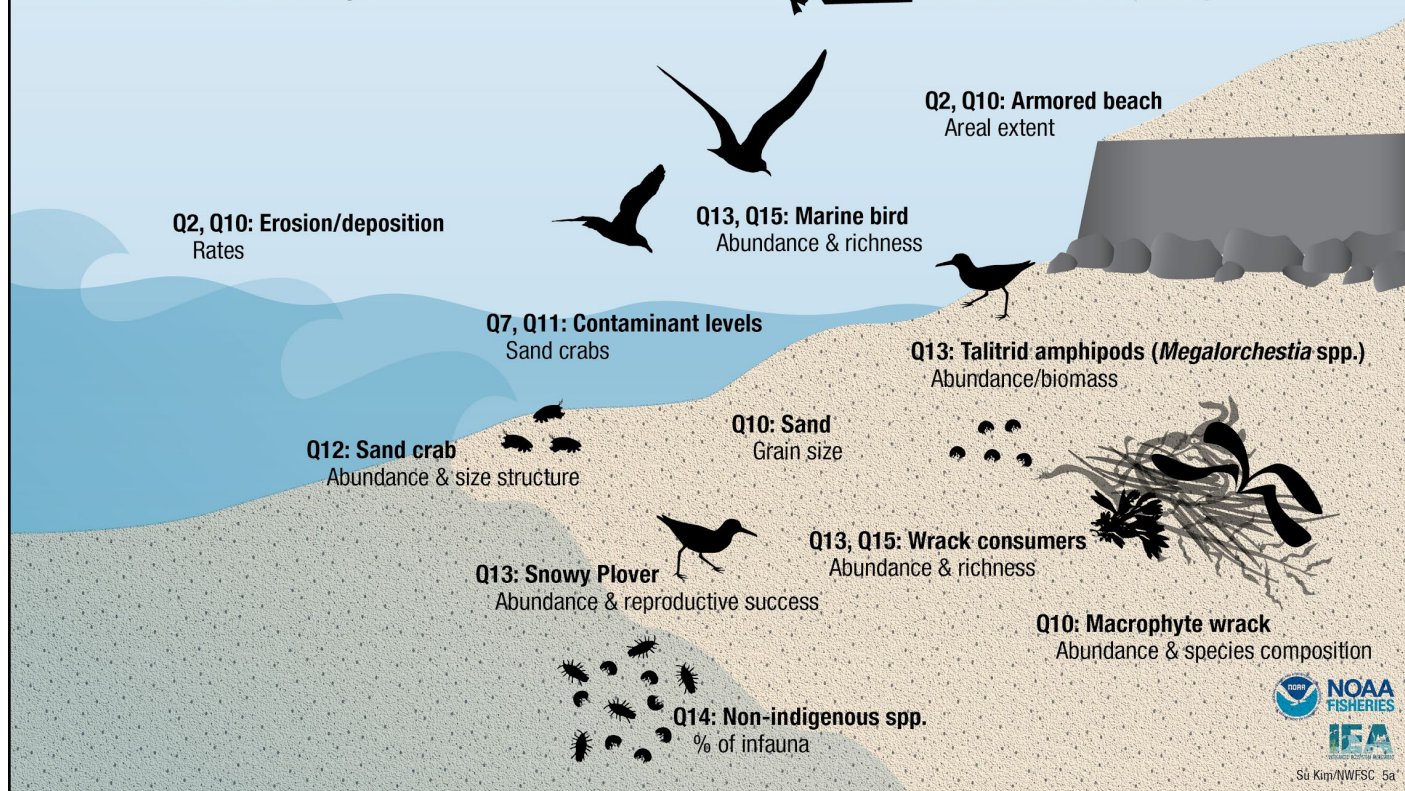 Q2, Q10: Armored beach
Areal extent
Q2, Q10: Erosion/deposition
Rates
Q13, Q15: Marine bird
Abundance & richness
Q7, Q11: Contaminant levels
Sand crabs
Q13: Talitrid amphipods (Megalorchestia spp.)
Abundance/biomass
Q10: Sand
Grain size
Q12: Sand crab
Abundance & size structure
Q13, Q15: Wrack consumers
Abundance & richness
Q13: Snowy Plover
Abundance & reproductive success
Q10: Macrophyte wrack
Abundance & species composition
Q14: Non-indigenous spp.
% of infauna
NOAA
NOAA
FISHERIES
IEA
Su Kim/NWFSC 5a